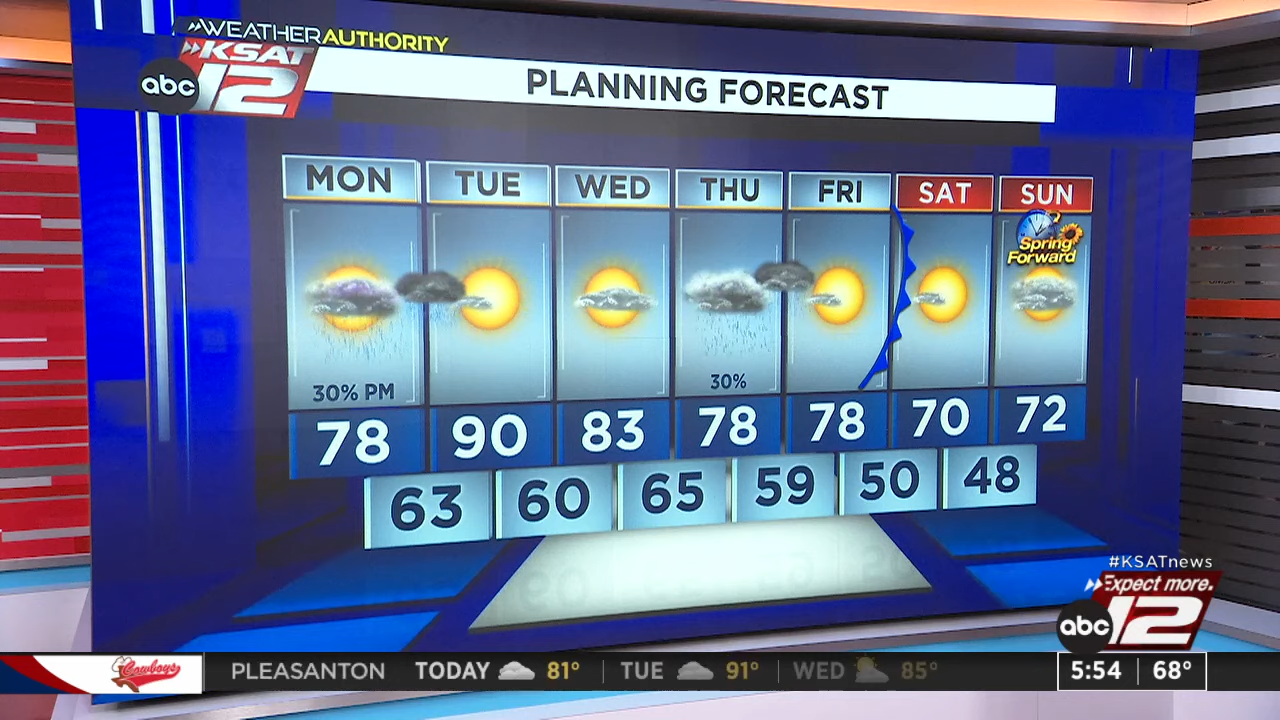 WEATHERAUTHORITY
KSAT
abc 12
PLANNING FORECAST
MON TUE WED THU FRI SAT SUN
Spring
Forward
30% PM 30%
78 90 83 78 78 70 72
63 60 65 59 50 48
#KSATnews
Expect more.
abc 12
Cowboys PLEASANTON TODAY 81° TUE 91° WED 85° 5:54 68°